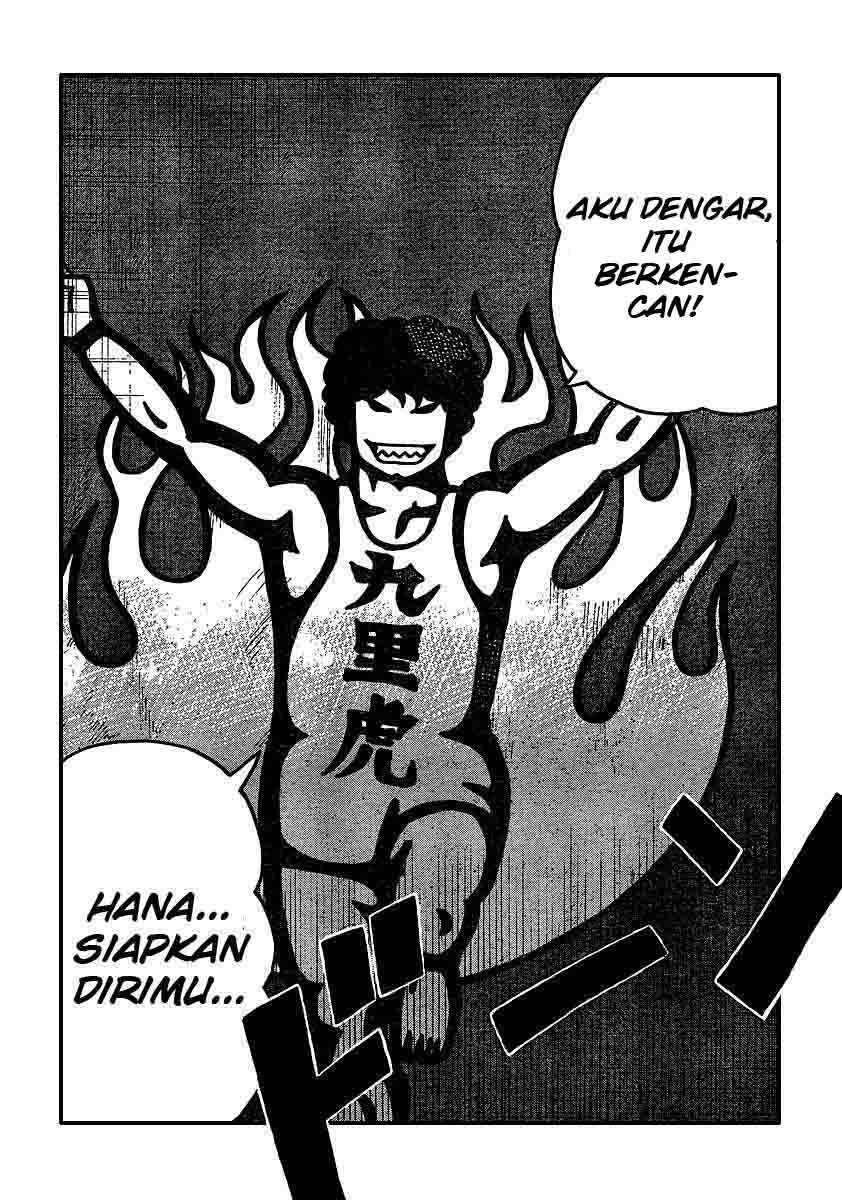 AKU DENGAR,
ITU
BERKEN-
CAN!
九里虎
HANA...
SIAPKAN
DIRIMU...
ドーン